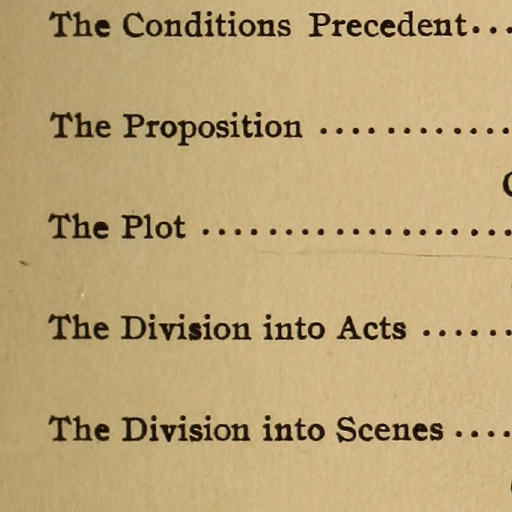 The Conditions Precedent...
The Proposition ............
The Plot ...................
The Division into Acts ......
The Division into Scenes ....